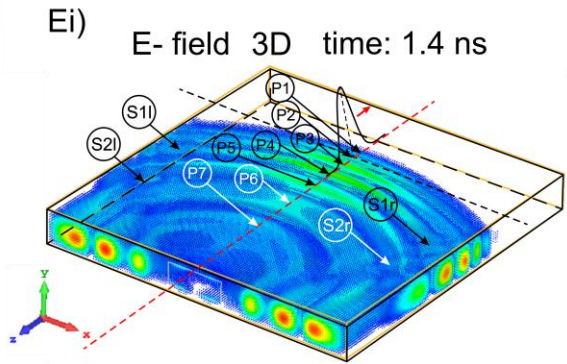 Ei)
E- field 3D time: 1.4 ns
P1
P2
P3
P4
P5
S1l
S2l
P7
P6
S2r
S1r
y
z
x